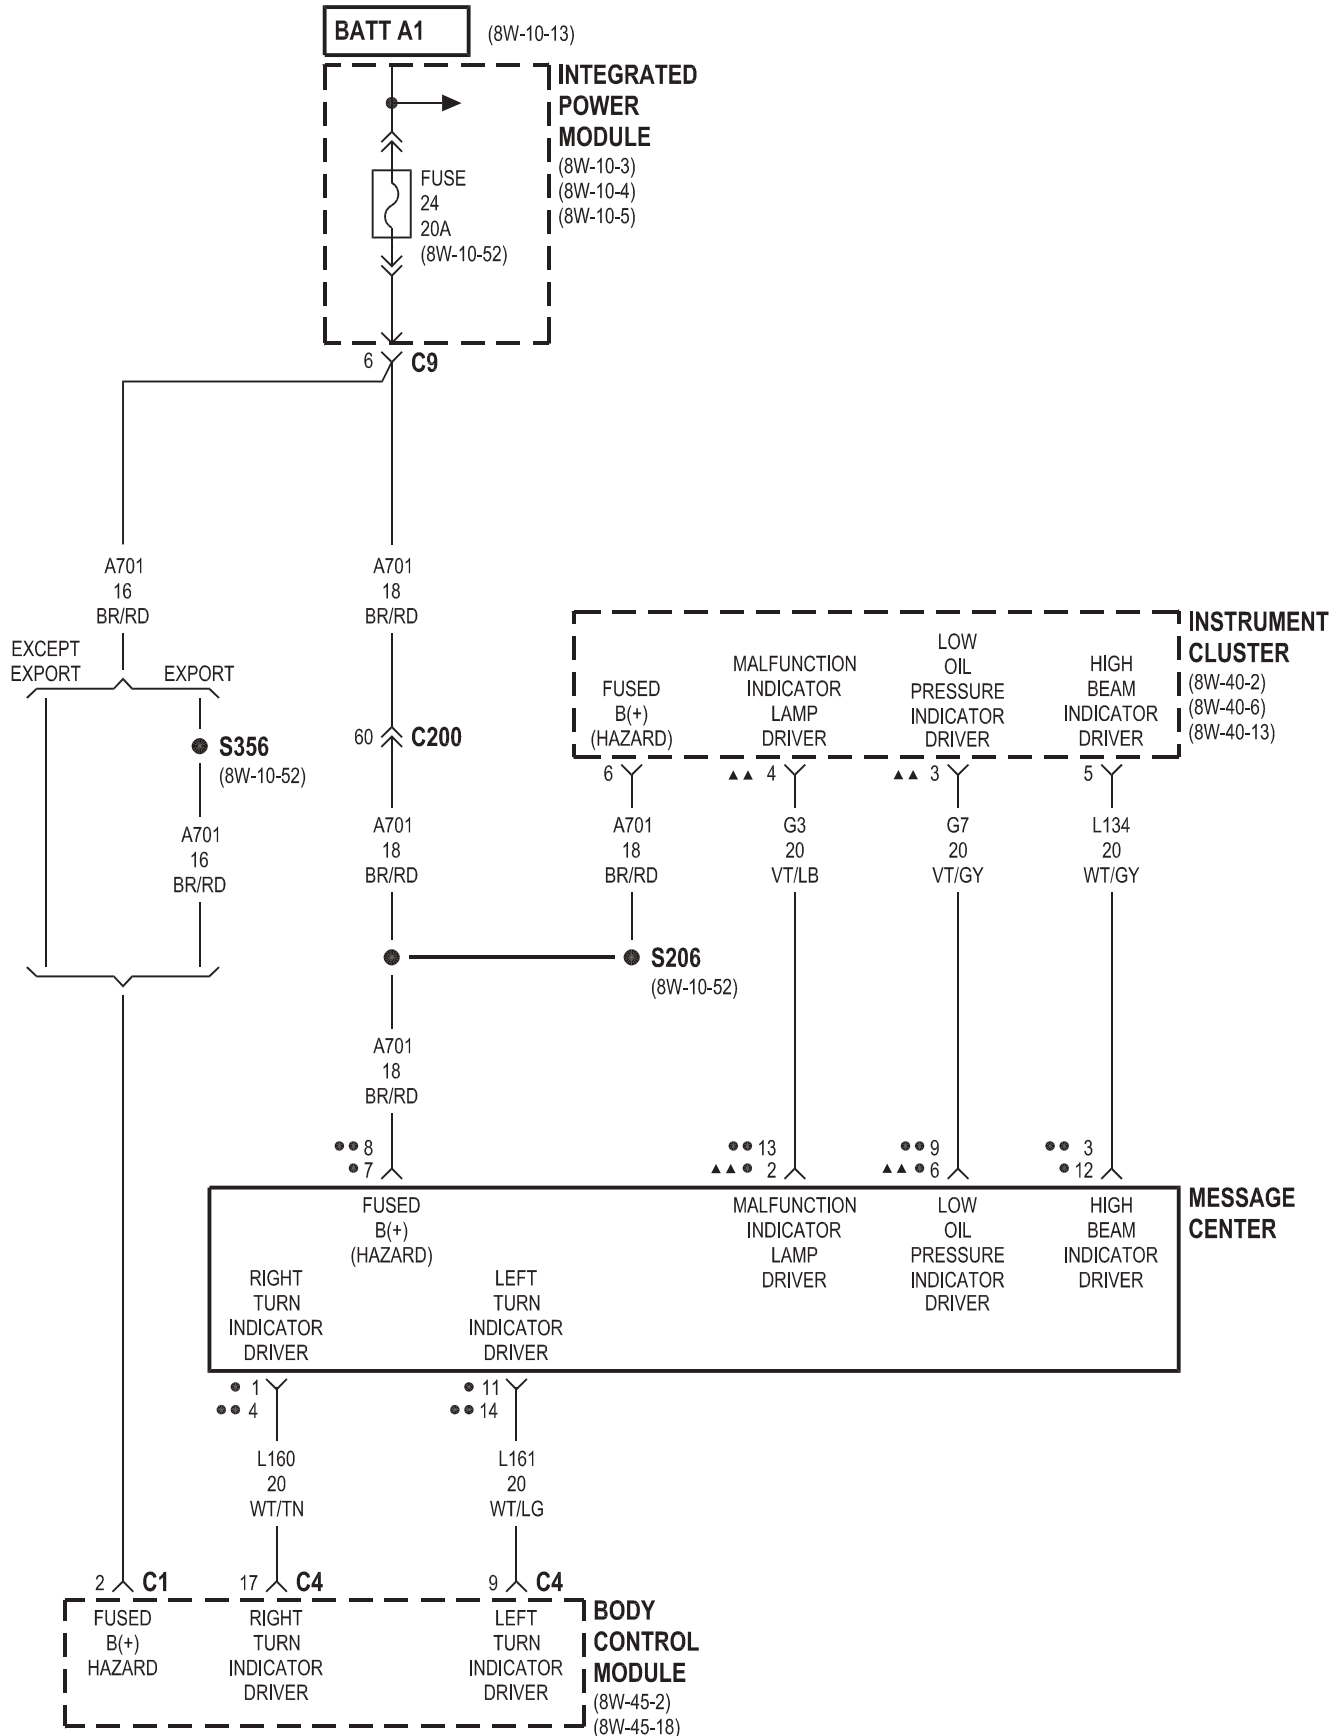 BATT A1
(8W-10-13)
INTEGRATED
POWER
MODULE
(8W-10-3)
(8W-10-4)
(8W-10-5)
FUSE
24
20A
(8W-10-52)
6
C9
A701
16
BR/RD
A701
18
BR/RD
EXCEPT
EXPORT
EXPORT
S356
(8W-10-52)
A701
16
BR/RD
60
C200
A701
18
BR/RD
INSTRUMENT
CLUSTER
(8W-40-2)
(8W-40-6)
(8W-40-13)
FUSED
B(+)
(HAZARD)
MALFUNCTION
INDICATOR
LAMP
DRIVER
LOW
OIL
PRESSURE
INDICATOR
DRIVER
HIGH
BEAM
INDICATOR
DRIVER
6
▲▲ 4
▲▲ 3
5
A701
18
BR/RD
G3
20
VT/LB
G7
20
VT/GY
L134
20
WT/GY
S206
(8W-10-52)
A701
18
BR/RD
●● 8
● 7
●● 13
▲▲ ● 2
●● 9
▲▲ ● 6
●● 3
● 12
MESSAGE
CENTER
FUSED
B(+)
(HAZARD)
MALFUNCTION
INDICATOR
LAMP
DRIVER
LOW
OIL
PRESSURE
INDICATOR
DRIVER
HIGH
BEAM
INDICATOR
DRIVER
RIGHT
TURN
INDICATOR
DRIVER
LEFT
TURN
INDICATOR
DRIVER
● 1
●● 4
● 11
●● 14
L160
20
WT/TN
L161
20
WT/LG
2
C1
17
C4
9
C4
FUSED
B(+)
HAZARD
RIGHT
TURN
INDICATOR
DRIVER
LEFT
TURN
INDICATOR
DRIVER
BODY
CONTROL
MODULE
(8W-45-2)
(8W-45-18)